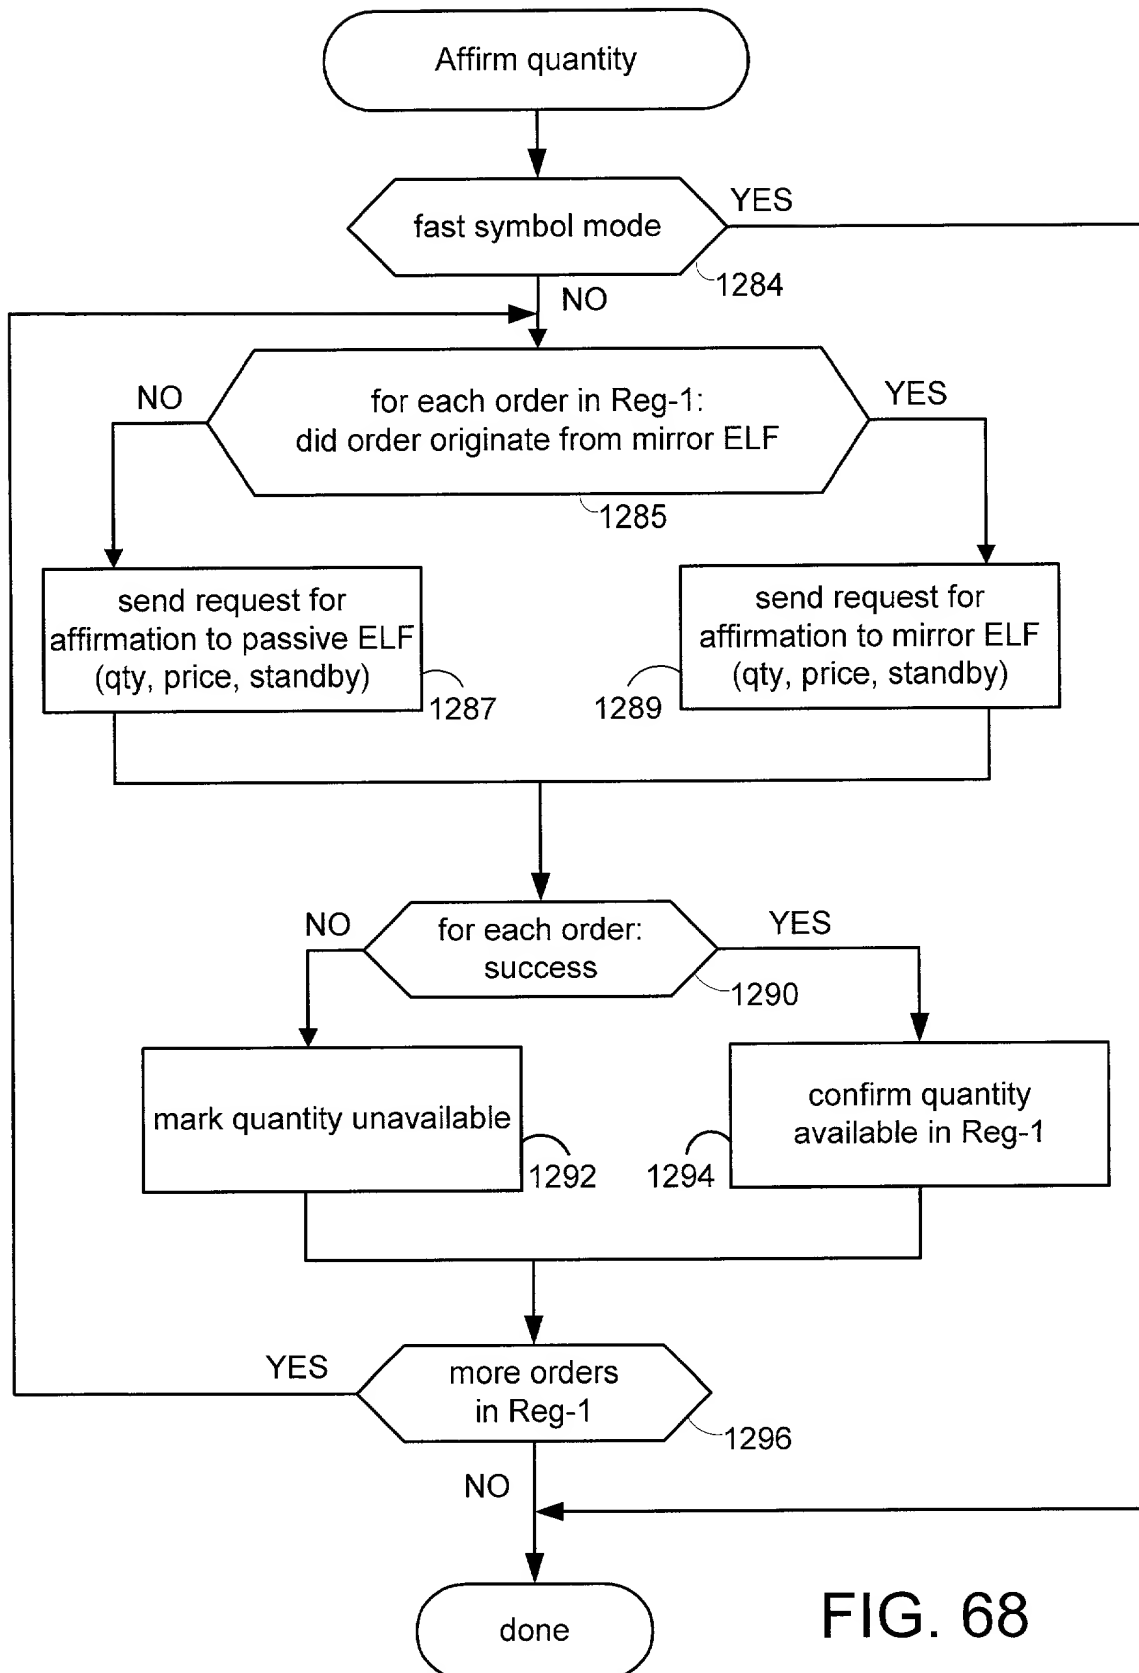 Affirm quantity
fast symbol mode
YES
1284
NO
NO
for each order in Reg-1:
did order originate from mirror ELF
YES
1285
send request for
affirmation to passive ELF
(qty, price, standby)
1287
send request for
affirmation to mirror ELF
(qty, price, standby)
1289
NO
for each order:
success
YES
1290
mark quantity unavailable
1292
confirm quantity
available in Reg-1
1294
YES
more orders
in Reg-1
1296
NO
done
FIG. 68